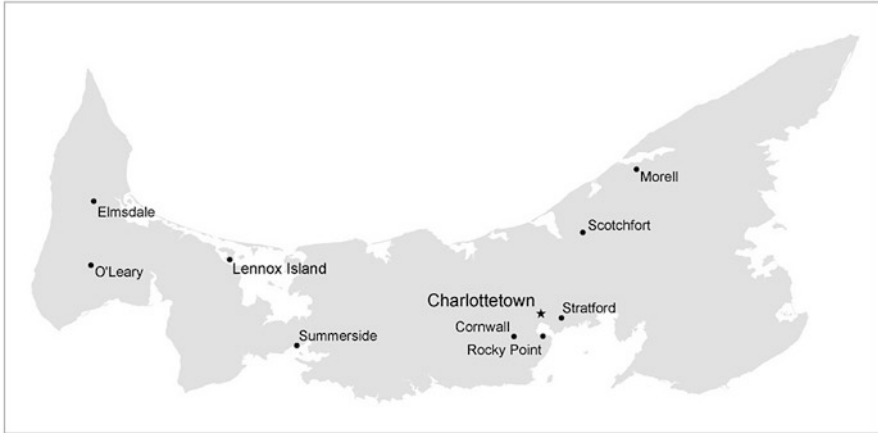 Morell
Elmsdale
Scotchfort
O'Leary
Lennox Island
Charlottetown
Stratford
Cornwall
Summerside
Rocky Point